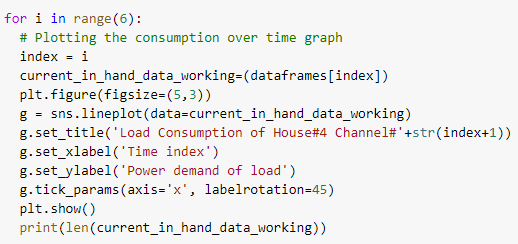 for i in range(6):
  # Plotting the consumption over time graph
  index = i
  current_in_hand_data_working=(dataframes[index])
  plt.figure(figsize=(5,3))
  g = sns.lineplot(data=current_in_hand_data_working)
  g.set_title('Load Consumption of House#4 Channel#'+str(index+1))
  g.set_xlabel('Time index')
  g.set_ylabel('Power demand of load')
  g.tick_params(axis='x', labelrotation=45)
  plt.show()
  print(len(current_in_hand_data_working))